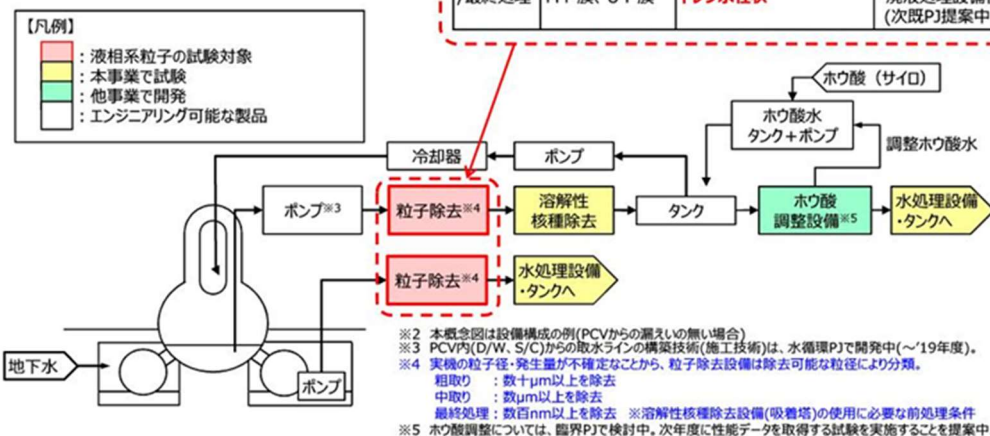 【凡例】
：液相系粒子の試験対象
：本事業で試験
：他事業で開発
：エンジニアリング可能な製品
(次既PJ提案中
ホウ酸（サイロ）
ホウ酸水
タンク＋ポンプ
調整ホウ酸水
冷却器
ポンプ
ポンプ※3
粒子除去※4
溶解性
核種除去
タンク
ホウ酸
調整設備※5
水処理設備
・タンクへ
粒子除去※4
水処理設備
・タンクへ
地下水
ポンプ
※2 本概念図は設備構成の例(PCVからの漏えいの無い場合)
※3 PCV内(D/W、S/C)からの取水ラインの構築技術(施工技術)は、水循環PJで開発中(～'19年度)。
※4 実機の粒子径・発生量が不確定なことから、粒子除去設備は除去可能な粒径により分類。
粗取り ：数十μm以上を除去
中取り ：数μm以上を除去
最終処理：数百nm以上を除去 ※溶解性核種除去設備(吸着塔)の使用に必要な前処理条件
※5 ホウ酸調整については、臨界PJで検討中。次年度に性能データを取得する試験を実施することを提案中